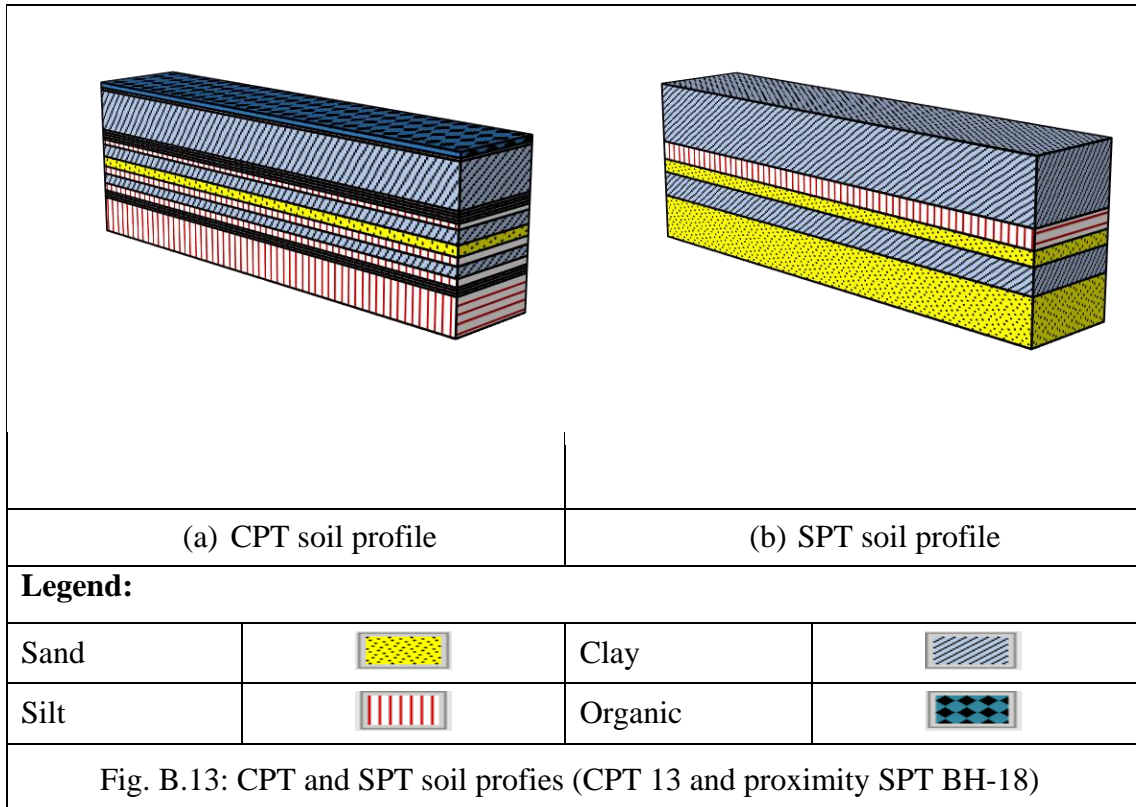 (a) CPT soil profile
(b) SPT soil profile
Legend:
Sand
Clay
Silt
Organic
Fig. B.13: CPT and SPT soil profies (CPT 13 and proximity SPT BH-18)